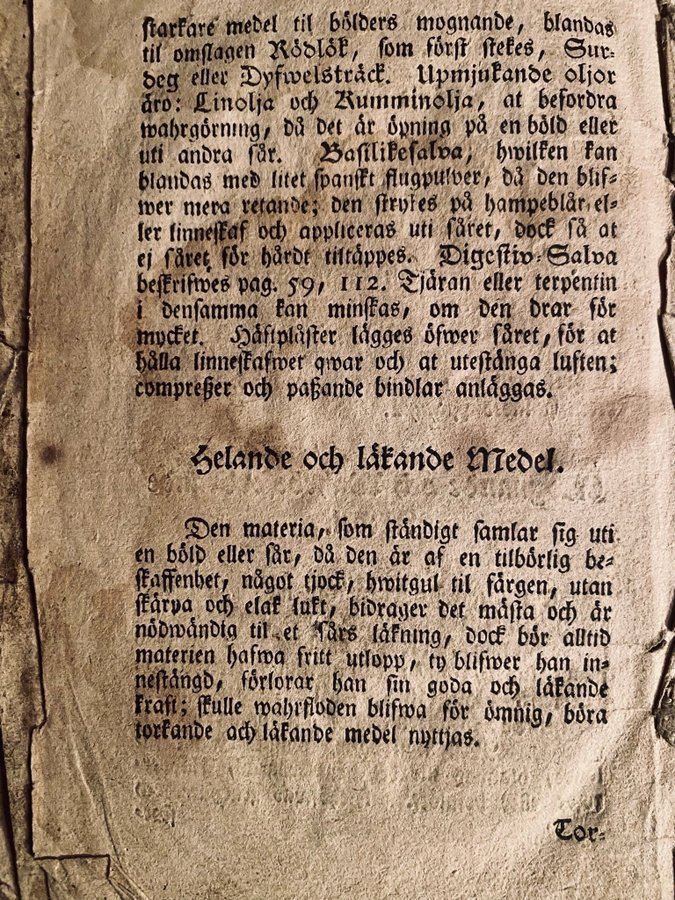 starkare medel til bölders mognande, blandas
til omslagen Rödlök, som först stekes, Sur-
deg eller Dyfwelsträck. Upmjukande oljor
äro: Linolja och Kumminolja, at befordra
wahrgörning, då det är öpning på en böld eller
uti andra sår. Basilikesalva, hwilken kan
blandas med litet spanskt flugpulver, då den blif-
wer mera retande; den strykes på hampeblår el-
ler linneskaf och appliceras uti såret, dock så at
ej såret för hårdt tiltäppes. Digestiv-Salva
beskrifwes pag. 59, 112. Tjäran eller terpentin
i densamma kan minskas, om den drar för
mycket. Häftplåster lägges öfwer såret, för at
hålla linneskafwet qwar och at utestänga luften;
compreßer och paßande bindlar anläggas.
Helande och läkande Medel.
Den materia, som ständigt samlar sig uti
en böld eller sår, då den är af en tilbörlig be-
skaffenhet, något tjock, hwitgul til färgen, utan
skärpa och elak lukt, bidrager det mästa och är
nödwändig til et sårs läkning, dock bör alltid
materien hafwa fritt utlopp, ty blifwer han in-
nestängd, förlorar han sin goda och läkande
kraft; skulle wahrfloden blifwa för ömnig, böra
torkande och läkande medel nyttjas.
Tor-